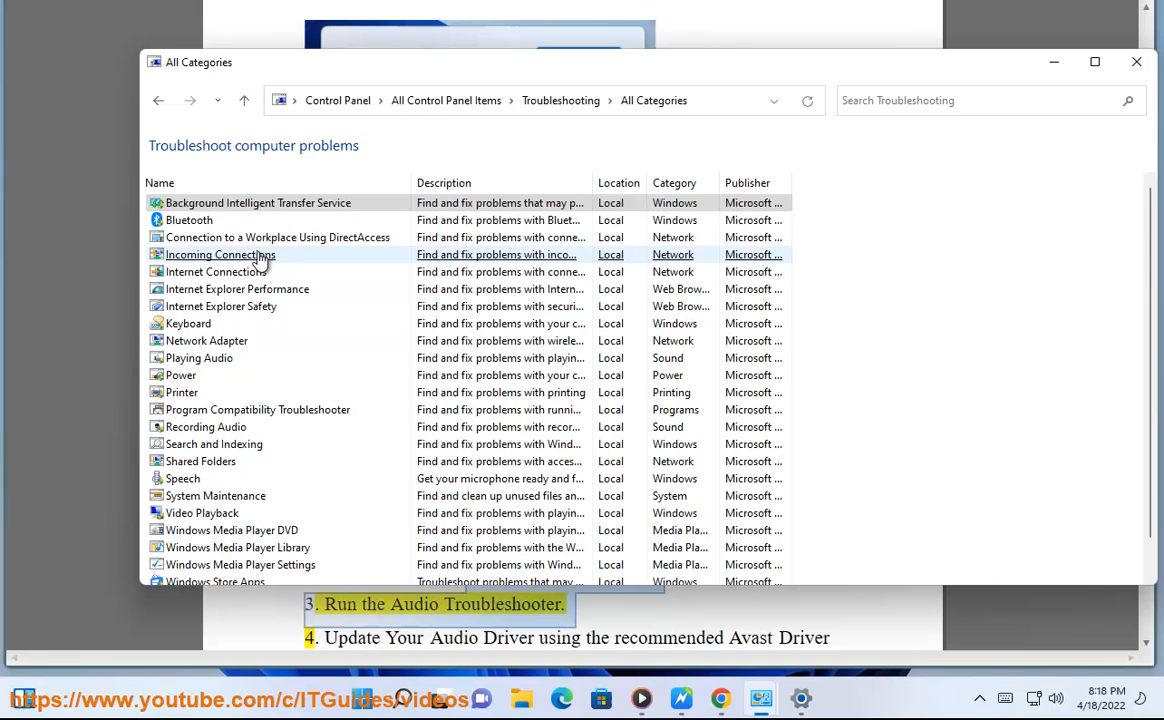 All Categories
Control Panel > All Control Panel Items > Troubleshooting > All Categories
Search Troubleshooting
Troubleshoot computer problems
Name Description Location Category Publisher
Background Intelligent Transfer Service Find and fix problems that may p... Local Windows Microsoft ...
Bluetooth Find and fix problems with Bluet... Local Windows Microsoft ...
Connection to a Workplace Using DirectAccess Find and fix problems with conne... Local Network Microsoft ...
Incoming Connections Find and fix problems with inco... Local Network Microsoft ...
Internet Connections Find and fix problems with conne... Local Network Microsoft ...
Internet Explorer Performance Find and fix problems with Intern... Local Web Brow... Microsoft ...
Internet Explorer Safety Find and fix problems with securi... Local Web Brow... Microsoft ...
Keyboard Find and fix problems with your c... Local Windows Microsoft ...
Network Adapter Find and fix problems with wirele... Local Network Microsoft ...
Playing Audio Find and fix problems with playin... Local Sound Microsoft ...
Power Find and fix problems with your c... Local Power Microsoft ...
Printer Find and fix problems with printing Local Printing Microsoft ...
Program Compatibility Troubleshooter Find and fix problems with runni... Local Programs Microsoft ...
Recording Audio Find and fix problems with recor... Local Sound Microsoft ...
Search and Indexing Find and fix problems with Wind... Local Windows Microsoft ...
Shared Folders Find and fix problems with acces... Local Network Microsoft ...
Speech Get your microphone ready and f... Local Windows Microsoft ...
System Maintenance Find and clean up unused files an... Local System Microsoft ...
Video Playback Find and fix problems with playin... Local Windows Microsoft ...
Windows Media Player DVD Find and fix problems with playin... Local Media Pla... Microsoft ...
Windows Media Player Library Find and fix problems with the W... Local Media Pla... Microsoft ...
Windows Media Player Settings Find and fix problems with Wind... Local Media Pla... Microsoft ...
Windows Store Apps Troubleshoot problems that may ... Local Windows Microsoft ...
3. Run the Audio Troubleshooter.
4. Update Your Audio Driver using the recommended Avast Driver
https://www.youtube.com/c/ITGuides/videos
8:18 PM
4/18/2022